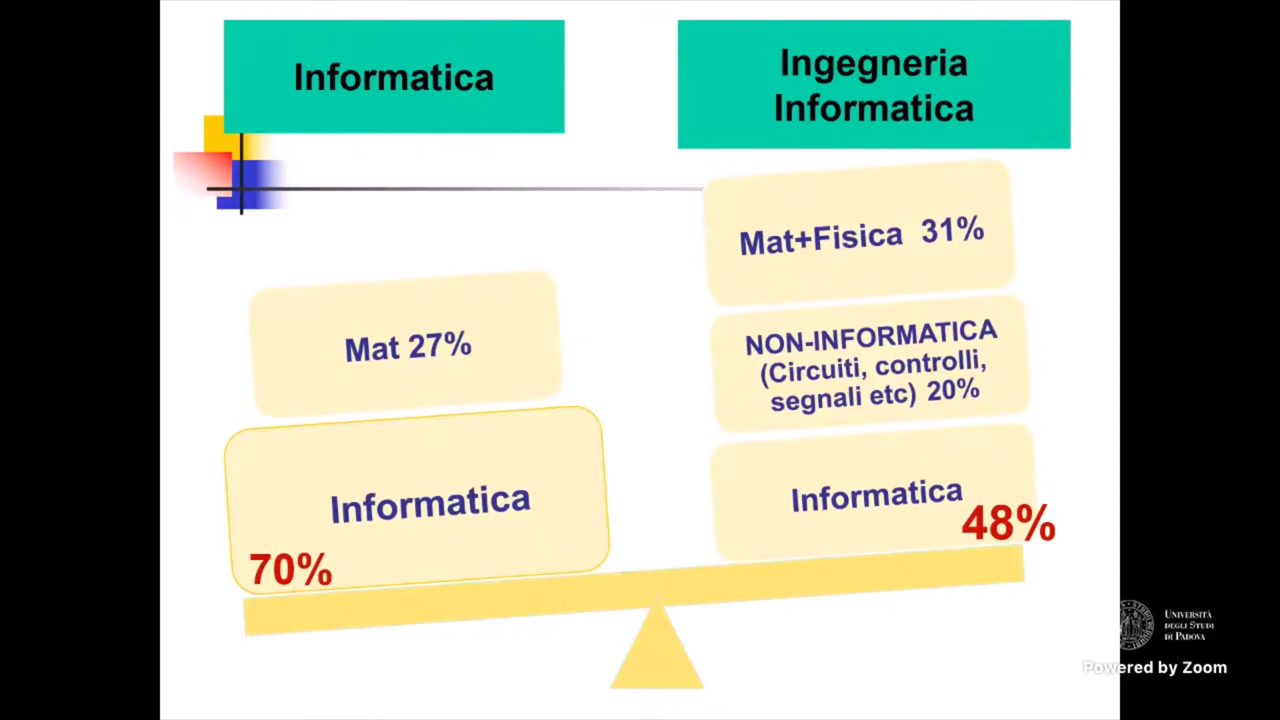 Informatica
Ingegneria
Informatica
Mat 27%
Informatica
70%
Mat+Fisica 31%
NON-INFORMATICA
(Circuiti, controlli,
segnali etc) 20%
Informatica
48%
UNIVERSITÀ
DEGLI STUDI
DI PADOVA
Powered by Zoom